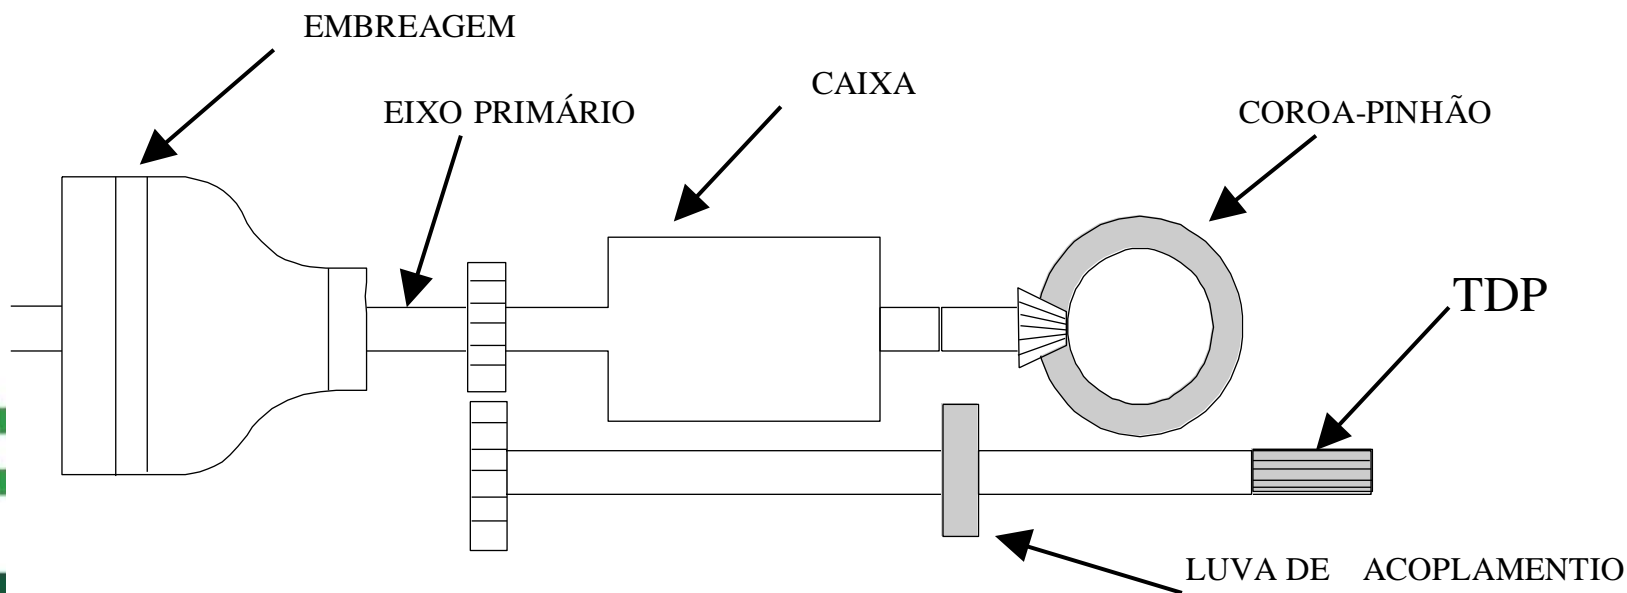 EMBREAGEM
CAIXA
EIXO PRIMÁRIO
COROA-PINHÃO
TDP
LUVA DE ACOPLAMENTIO